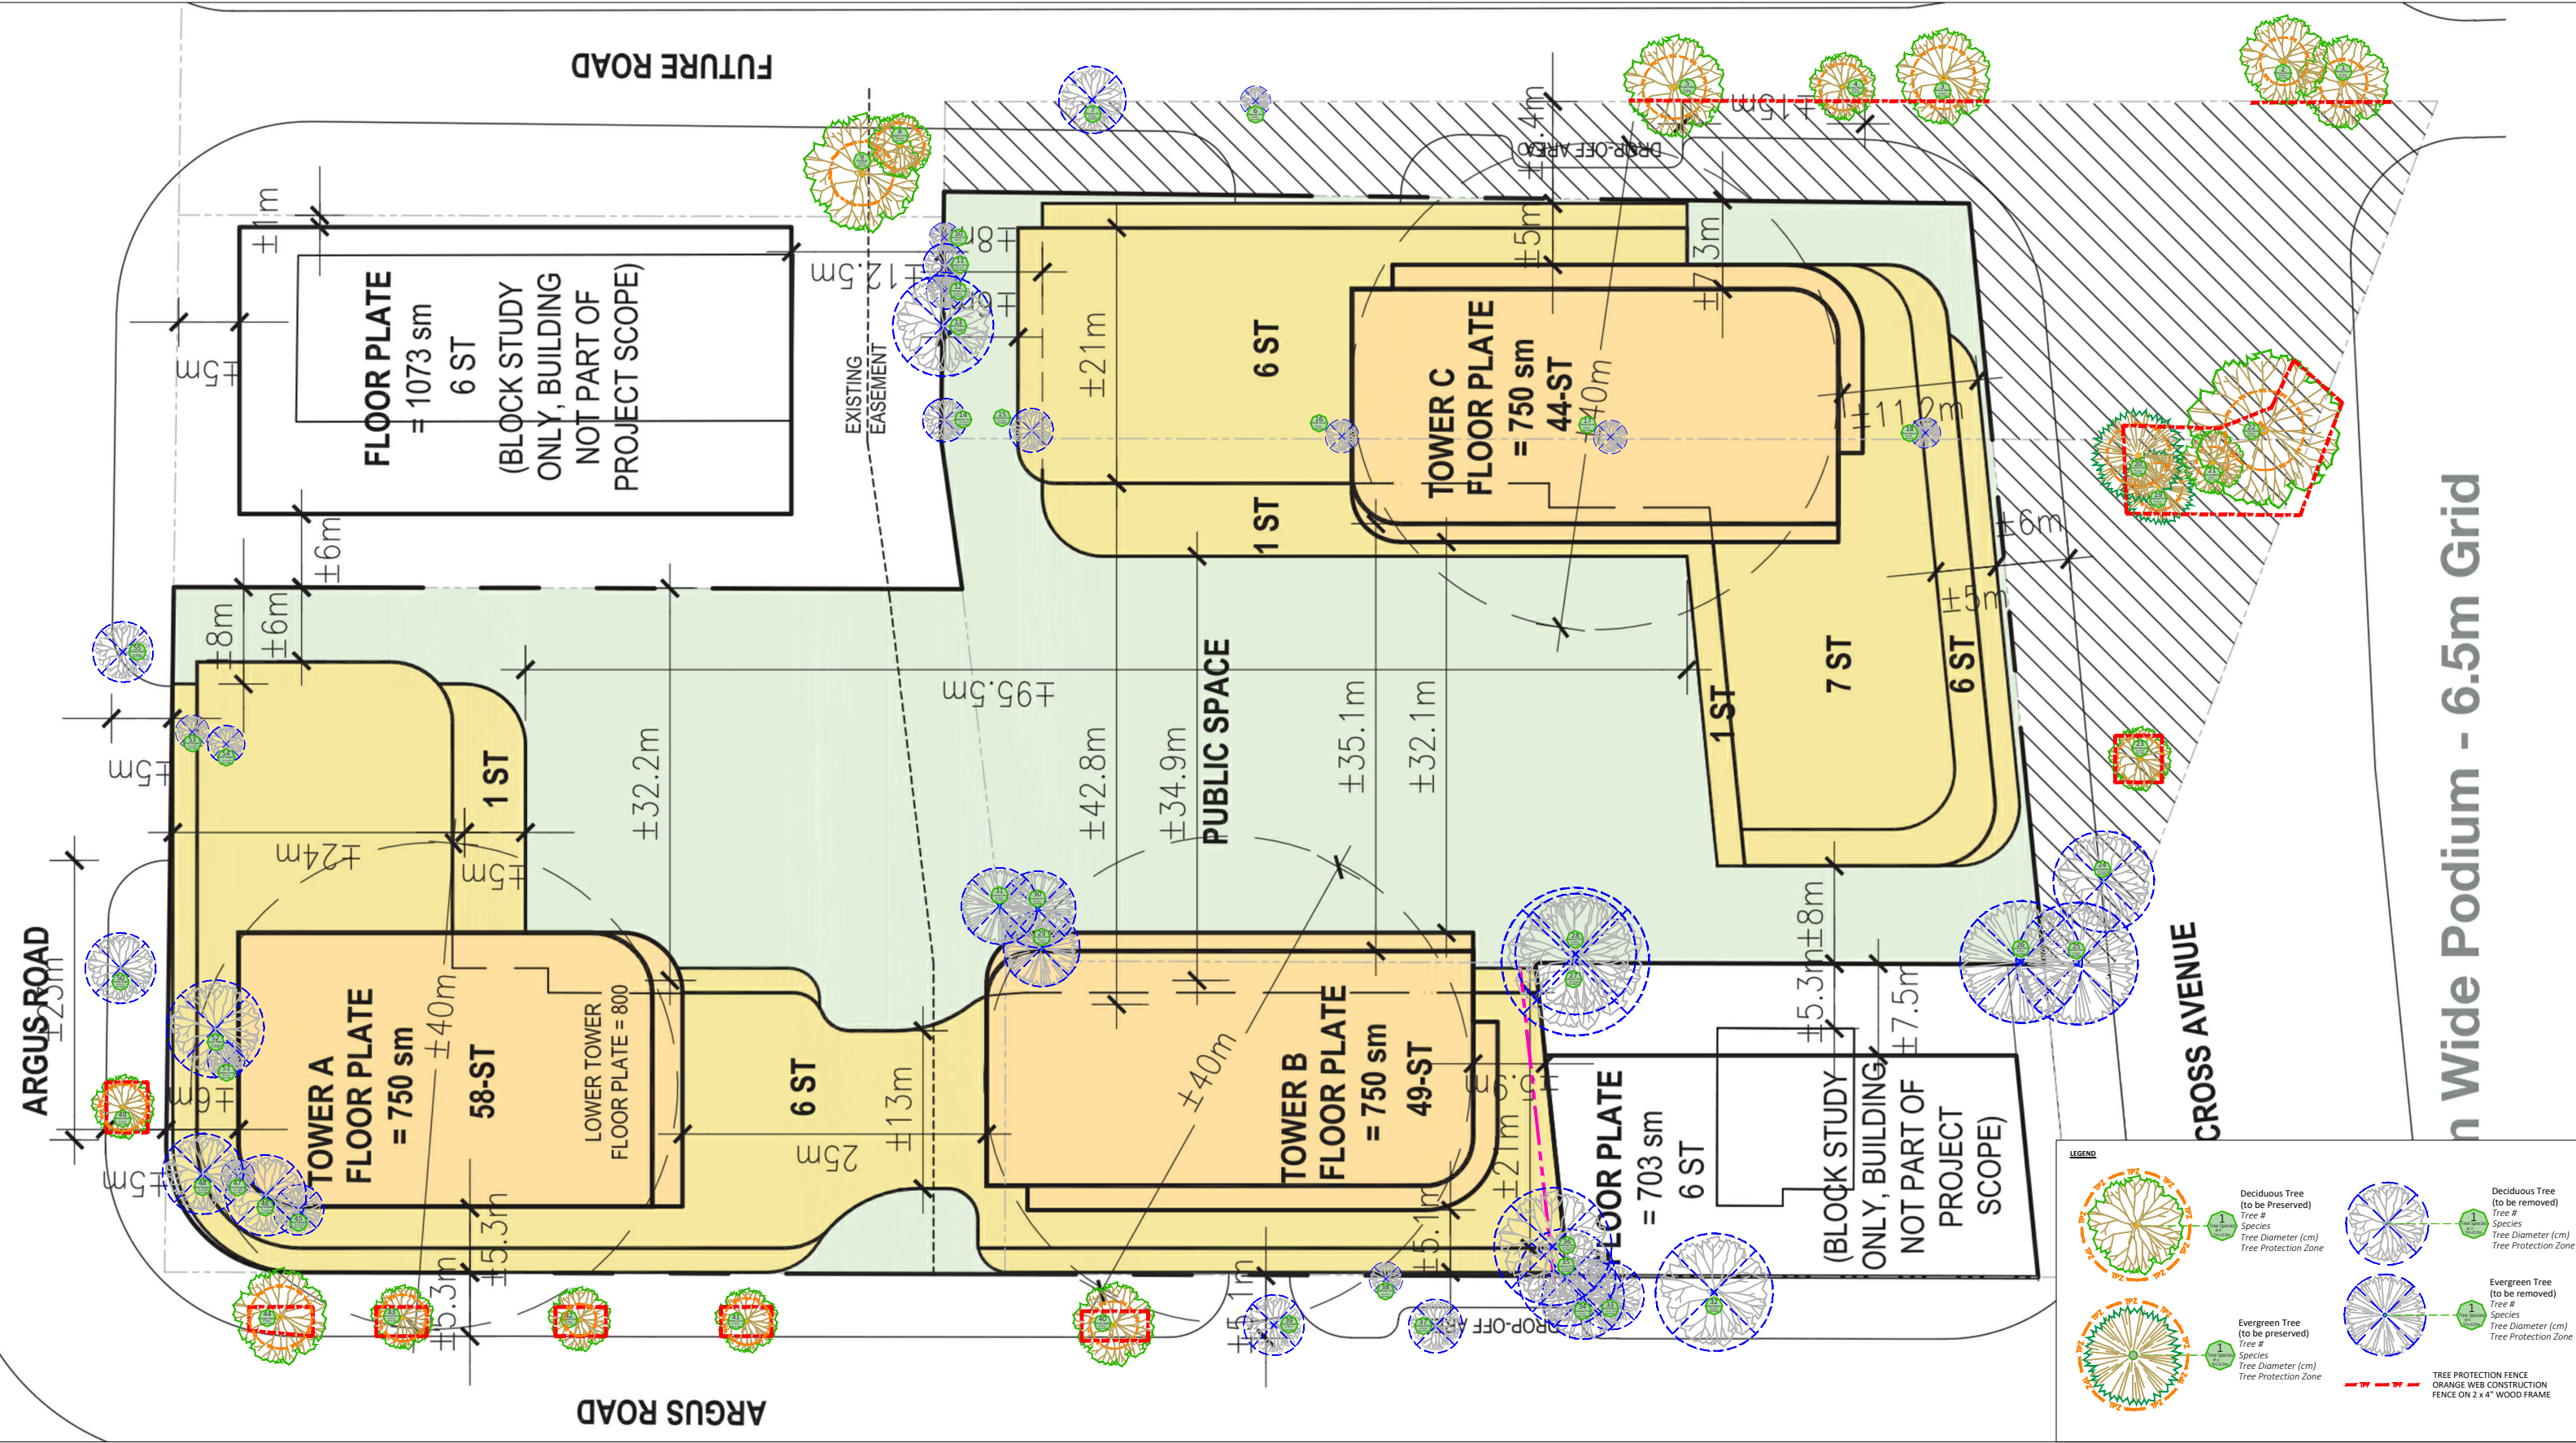 FUTURE ROAD
±5.4m
±15m
DROP-OFF AREA
±1m
±8m
±12.5m
±5m
±7.3m
FLOOR PLATE
= 1073 sm
6 ST
(BLOCK STUDY
ONLY, BUILDING
NOT PART OF
PROJECT SCOPE)
EXISTING
EASEMENT
±5m
±21m
6 ST
TOWER C
FLOOR PLATE
= 750 sm
44-ST
±40m
±11.2m
1 ST
±6m
±6m
±5m
±8m
±6m
7 ST
6 ST
1 ST
±95.5m
PUBLIC SPACE
±32.2m
±42.8m
±34.9m
±35.1m
±32.1m
±5m
1 ST
±24m
±5m
±8m
±5.3m
±7.5m
ARGUS ROAD
±23m
TOWER A
FLOOR PLATE
= 750 sm
58-ST
±40m
LOWER TOWER
FLOOR PLATE = 800
6 ST
±13m
25m
±6m
±5m
±5.3m
±5.3m
±40m
TOWER B
FLOOR PLATE
= 750 sm
49-ST
±5.9m
±21m
±5.1m
±5.1m
DROP-OFF
FLOOR PLATE
= 703 sm
6 ST
(BLOCK STUDY
ONLY, BUILDING
NOT PART OF
PROJECT
SCOPE)
CROSS AVENUE
Wide Podium - 6.5m Grid
ARGUS ROAD
LEGEND
Deciduous Tree
(to be Preserved)
Tree #
Species
Tree Diameter (cm)
Tree Protection Zone
Deciduous Tree
(to be removed)
Tree #
Species
Tree Diameter (cm)
Tree Protection Zone
Evergreen Tree
(to be preserved)
Tree #
Species
Tree Diameter (cm)
Tree Protection Zone
Evergreen Tree
(to be removed)
Tree #
Species
Tree Diameter (cm)
Tree Protection Zone
TREE PROTECTION FENCE
ORANGE WEB CONSTRUCTION
FENCE ON 2 x 4" WOOD FRAME